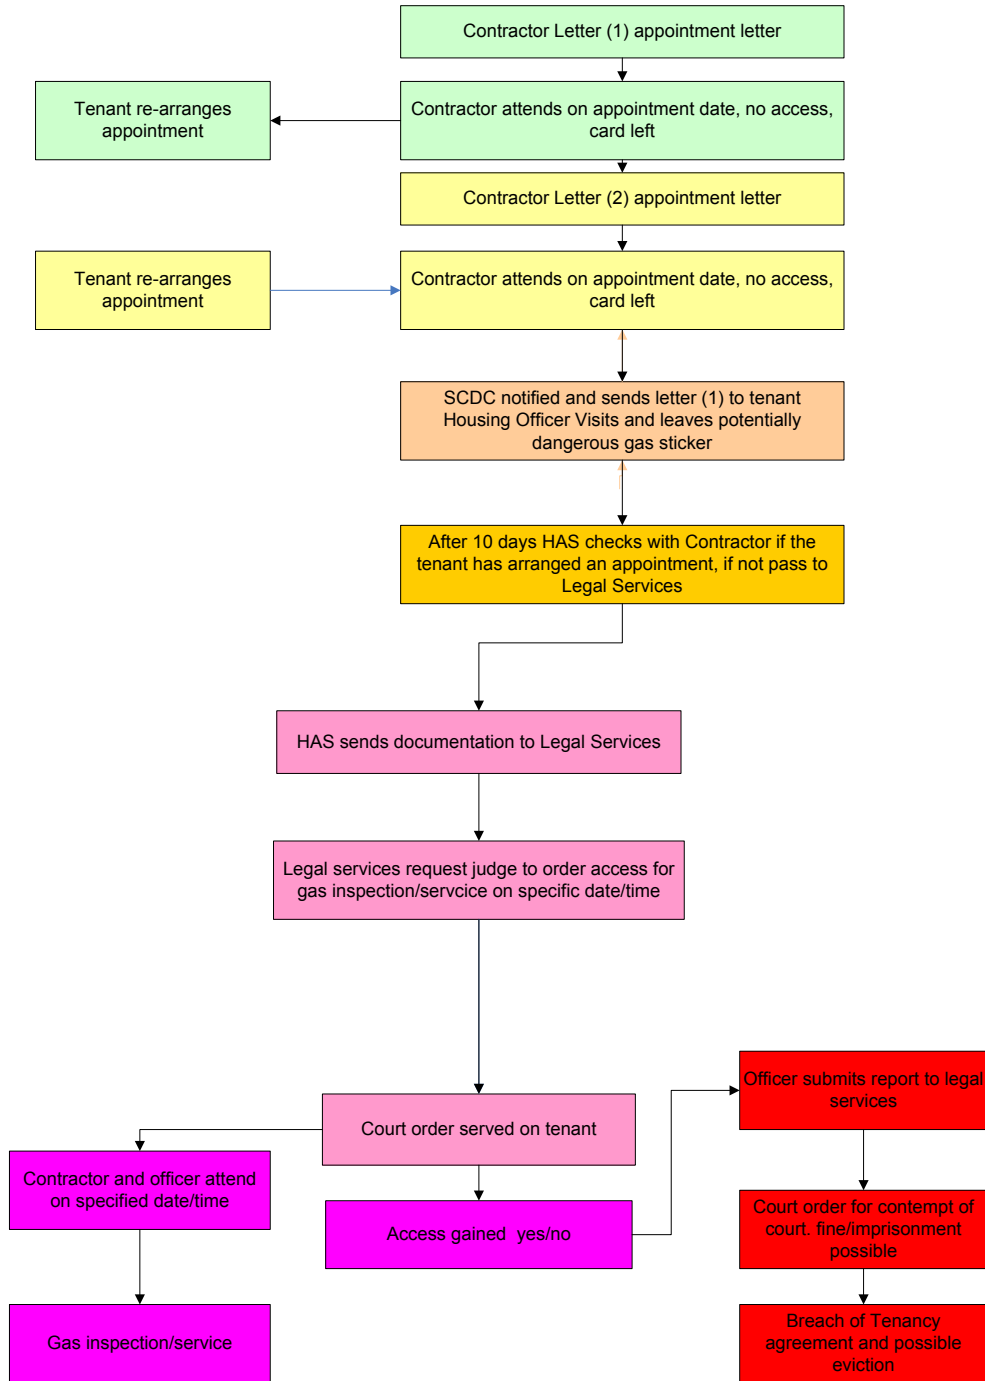 Contractor Letter (1) appointment letter
Tenant re-arranges
appointment
Contractor attends on appointment date, no access,
card left
Contractor Letter (2) appointment letter
Tenant re-arranges
appointment
Contractor attends on appointment date, no access,
card left
SCDC notified and sends letter (1) to tenant
Housing Officer Visits and leaves potentially
dangerous gas sticker
After 10 days HAS checks with Contractor if the
tenant has arranged an appointment, if not pass to
Legal Services
HAS sends documentation to Legal Services
Legal services request judge to order access for
gas inspection/servcice on specific date/time
Officer submits report to legal
services
Court order served on tenant
Contractor and officer attend
on specified date/time
Access gained  yes/no
Court order for contempt of
court. fine/imprisonment
possible
Gas inspection/service
Breach of Tenancy
agreement and possible
eviction